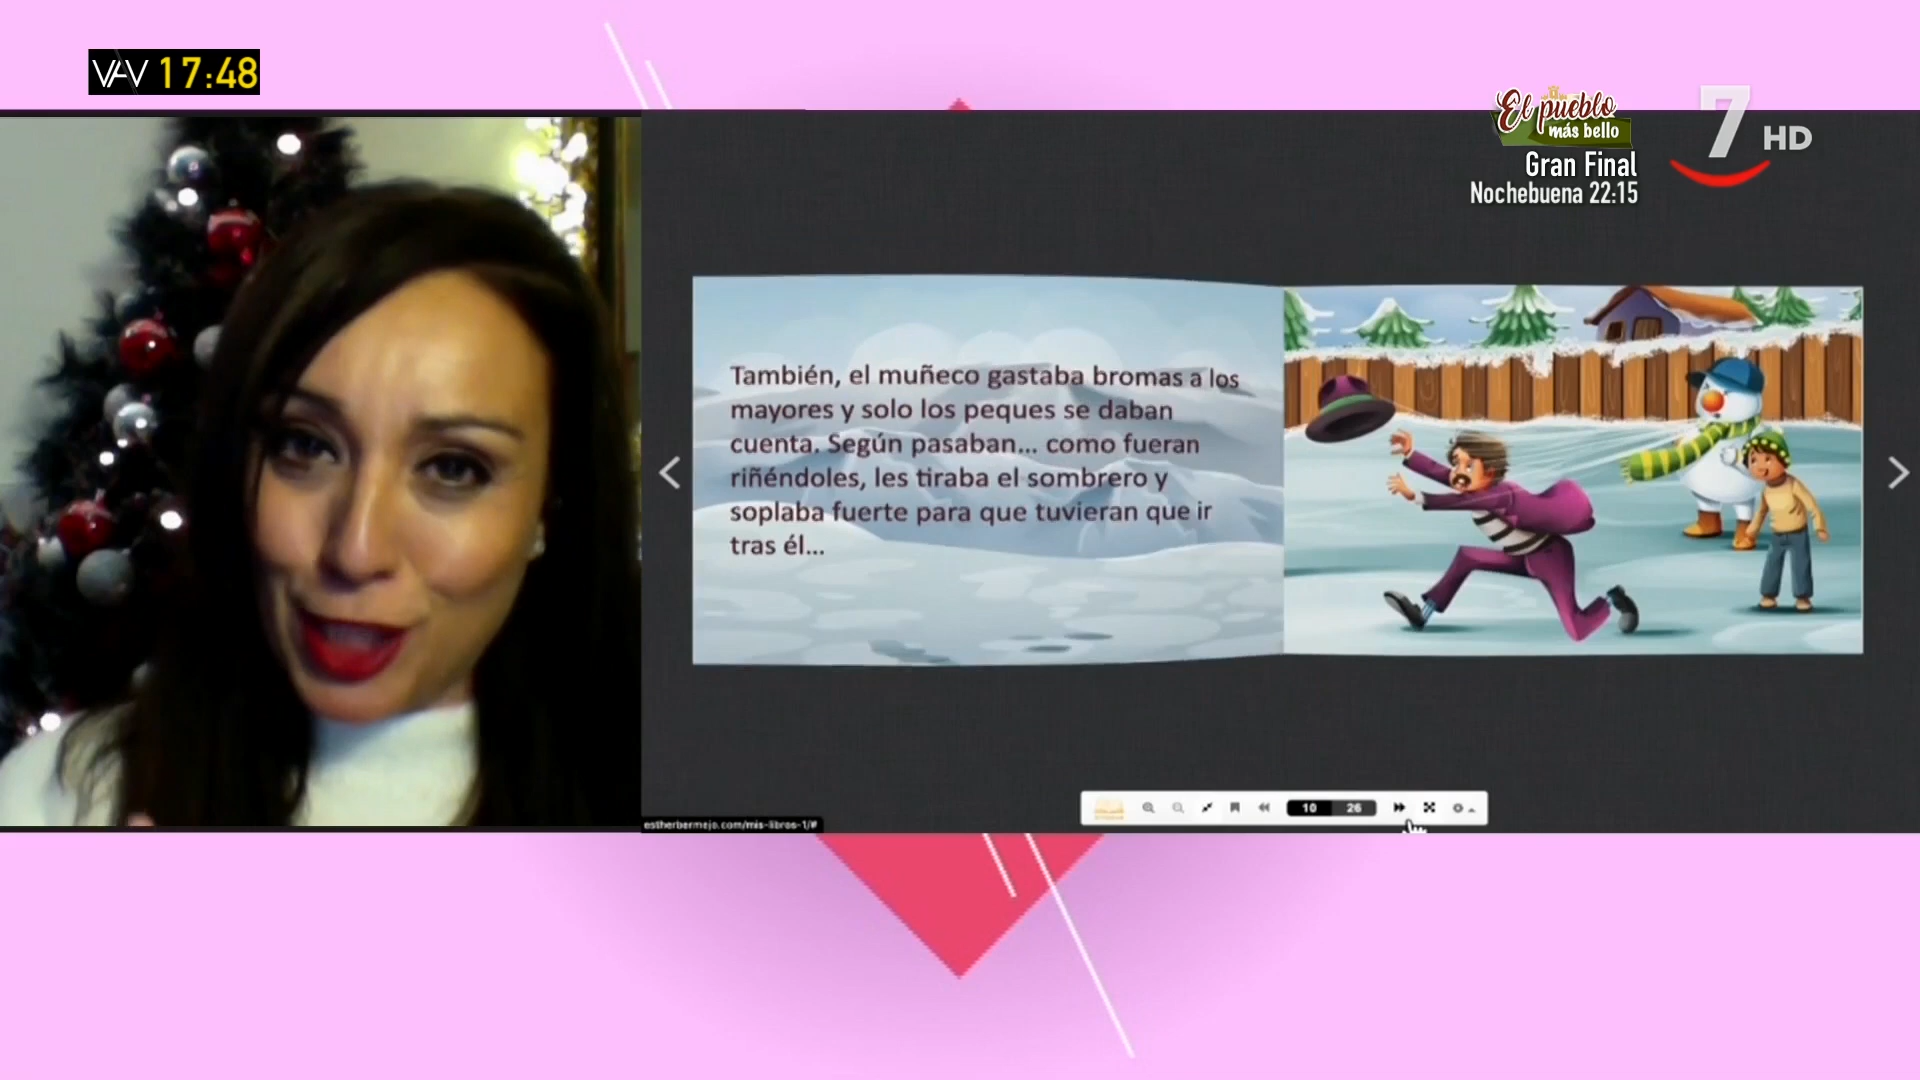 VAV 17:48
El pueblo
más bello
Gran Final
Nochebuena 22:15
7 HD
También, el muñeco gastaba bromas a los
mayores y solo los peques se daban
cuenta. Según pasaban... como fueran
riñéndoles, les tiraba el sombrero y
soplaba fuerte para que tuvieran que ir
tras él...
10 26
estherbermejo.com/mis-libros-1/#